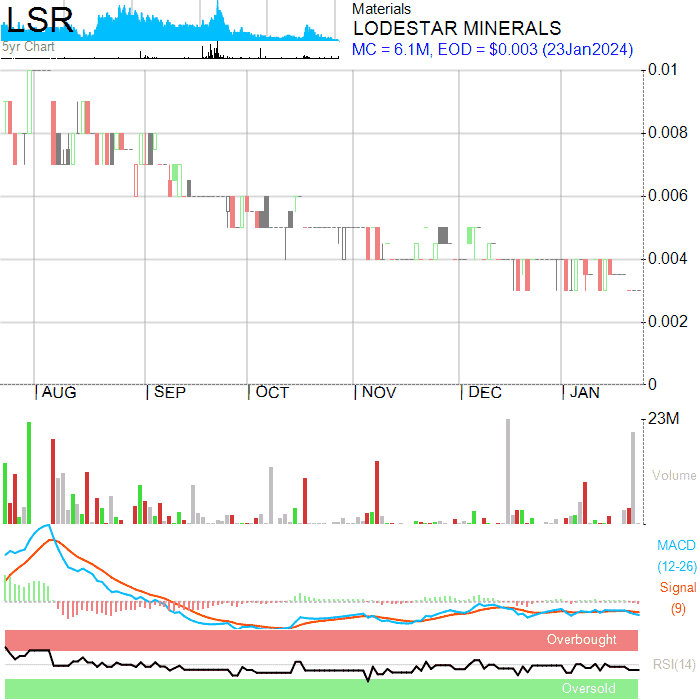 LSR
5yr Chart
Materials
LODESTAR MINERALS
MC = 6.1M, EOD = $0.003 (23Jan2024)
0.01
0.008
0.006
0.004
0.002
0
| AUG
| SEP
| OCT
| NOV
| DEC
| JAN
23M
Volume
MACD
(12-26)
Signal
(9)
Overbought
RSI(14)
Oversold